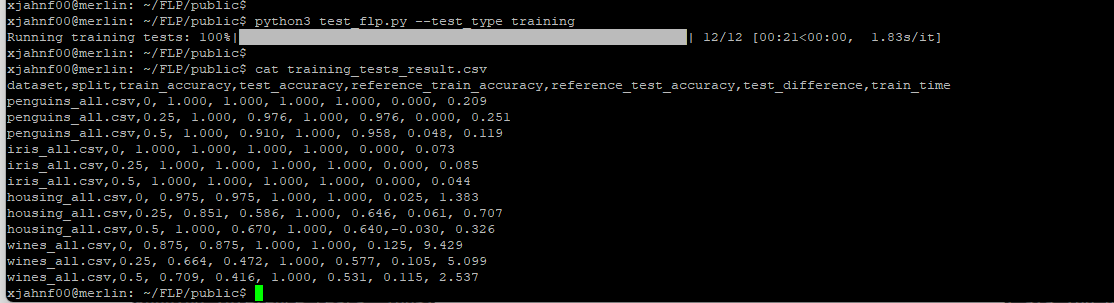 xjahnf00@merlin: ~/FLP/public$
xjahnf00@merlin: ~/FLP/public$ python3 test_flp.py --test_type training
Running training tests: 100%|██████████| 12/12 [00:21<00:00,  1.83s/it]
xjahnf00@merlin: ~/FLP/public$
xjahnf00@merlin: ~/FLP/public$ cat training_tests_result.csv
dataset,split,train_accuracy,test_accuracy,reference_train_accuracy,reference_test_accuracy,test_difference,train_time
penguins_all.csv,0, 1.000, 1.000, 1.000, 1.000, 0.000, 0.209
penguins_all.csv,0.25, 1.000, 0.976, 1.000, 0.976, 0.000, 0.251
penguins_all.csv,0.5, 1.000, 0.910, 1.000, 0.958, 0.048, 0.119
iris_all.csv,0, 1.000, 1.000, 1.000, 1.000, 0.000, 0.073
iris_all.csv,0.25, 1.000, 1.000, 1.000, 1.000, 0.000, 0.085
iris_all.csv,0.5, 1.000, 1.000, 1.000, 1.000, 0.000, 0.044
housing_all.csv,0, 0.975, 0.975, 1.000, 1.000, 0.025, 1.383
housing_all.csv,0.25, 0.851, 0.586, 1.000, 0.646, 0.061, 0.707
housing_all.csv,0.5, 1.000, 0.670, 1.000, 0.640,-0.030, 0.326
wines_all.csv,0, 0.875, 0.875, 1.000, 1.000, 0.125, 9.429
wines_all.csv,0.25, 0.664, 0.472, 1.000, 0.577, 0.105, 5.099
wines_all.csv,0.5, 0.709, 0.416, 1.000, 0.531, 0.115, 2.537
xjahnf00@merlin: ~/FLP/public$